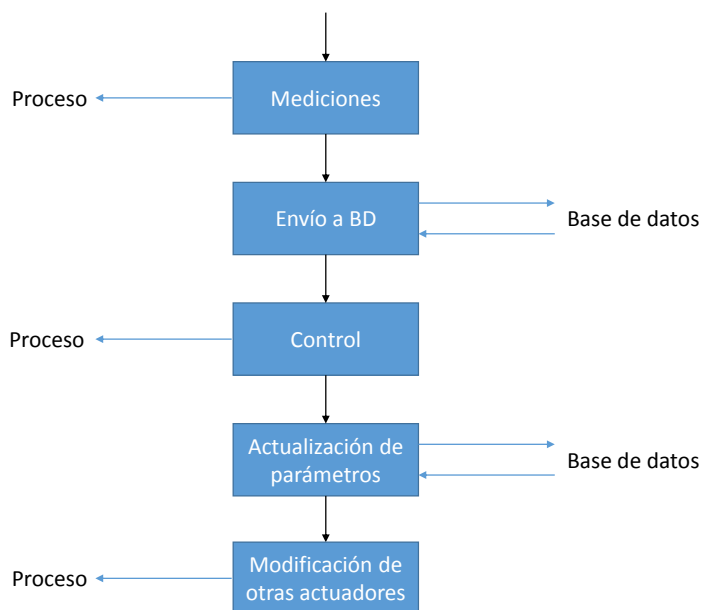 Proceso
Mediciones
Envío a BD
Base de datos
Proceso
Control
Actualización de
parámetros
Base de datos
Proceso
Modificación de
otras actuadores